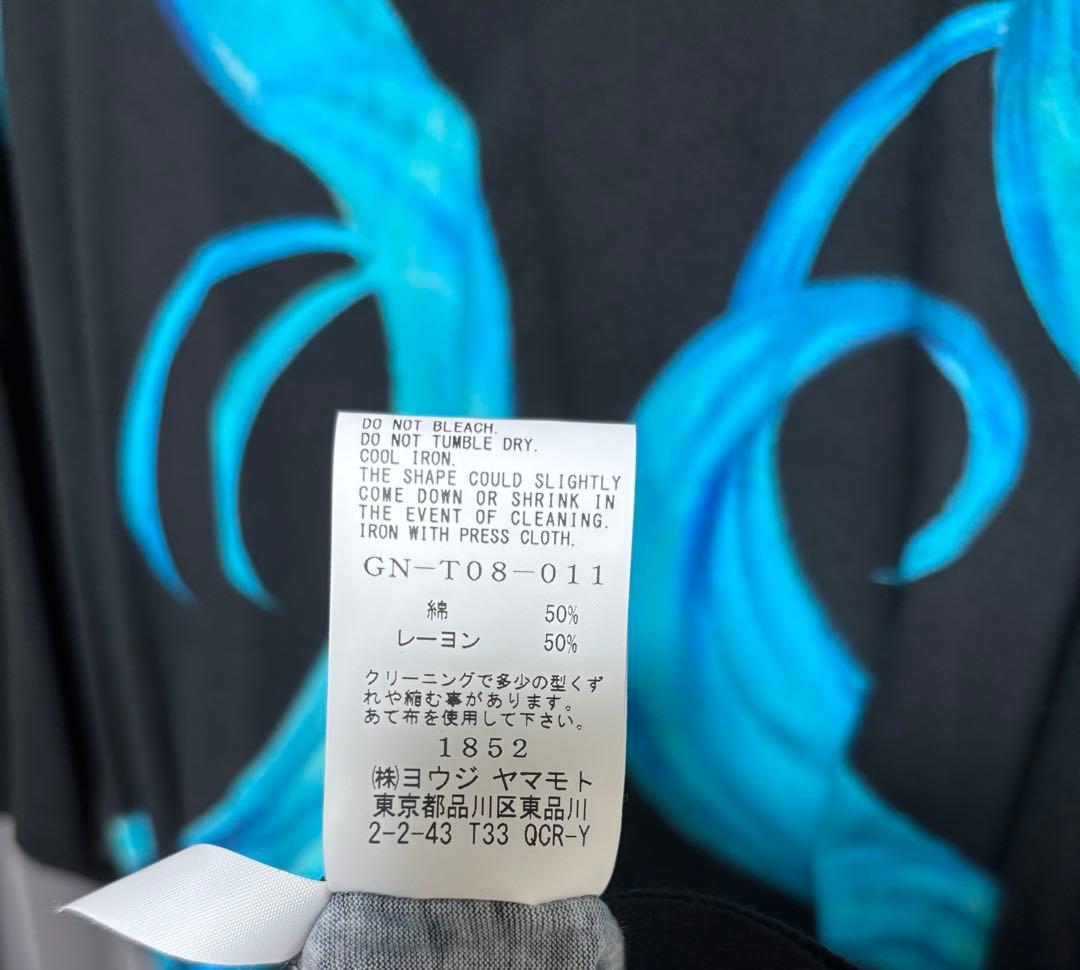 DO NOT BLEACH.
DO NOT TUMBLE DRY.
COOL IRON.
THE SHAPE COULD SLIGHTLY
COME DOWN OR SHRINK IN
THE EVENT OF CLEANING.
IRON WITH PRESS CLOTH.
GN-T08-011
綿 50%
レーヨン 50%
クリーニングで多少の型くず
れや縮む事があります。
あて布を使用して下さい。
1852
㈱ヨウジ ヤマモト
東京都品川区東品川
2-2-43 T33 QCR-Y